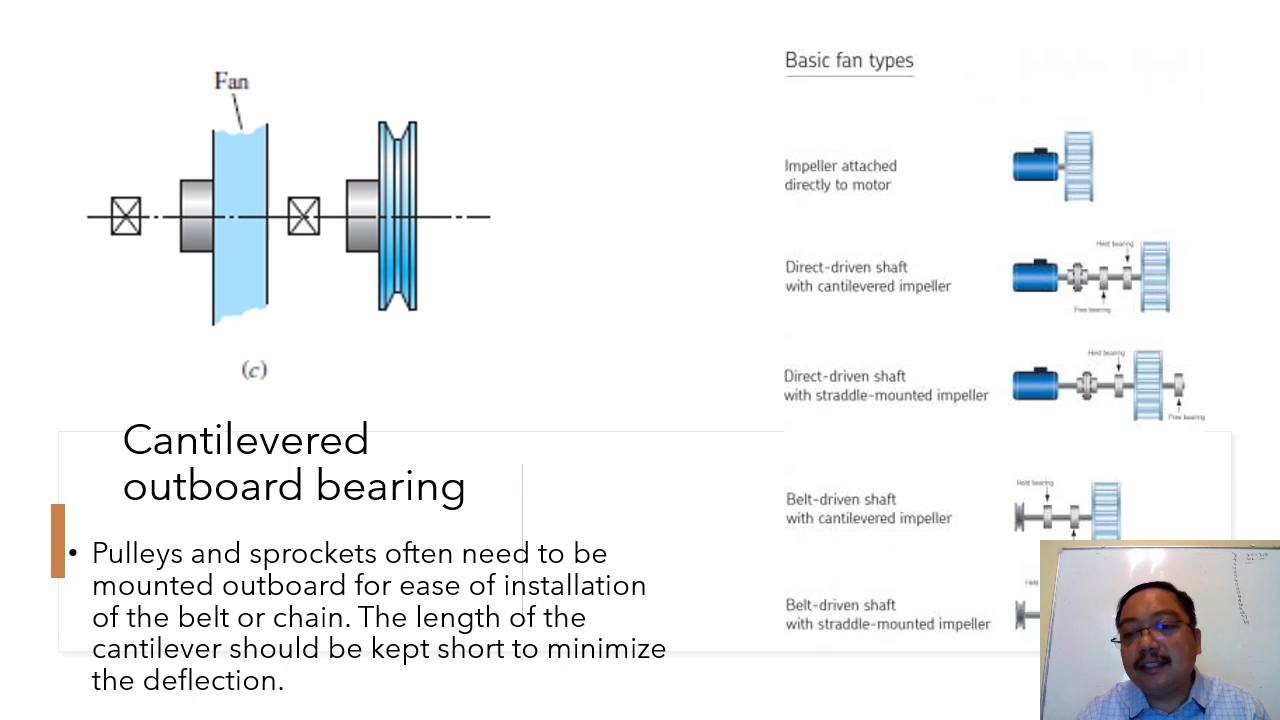 Fan
(c)
Cantilevered
outboard bearing
• Pulleys and sprockets often need to be
mounted outboard for ease of installation
of the belt or chain. The length of the
cantilever should be kept short to minimize
the deflection.
Basic fan types
Impeller attached
directly to motor
Direct-driven shaft
with cantilevered impeller
Held bearing
Free bearing
Direct-driven shaft
with straddle-mounted impeller
Held bearing
Free bearing
Belt-driven shaft
with cantilevered impeller
Held bearing
Belt-driven shaft
with straddle-mounted impeller
Held